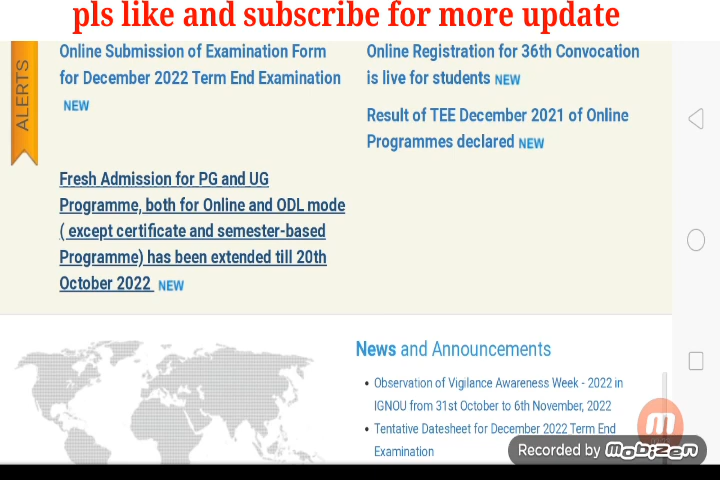 pls like and subscribe for more update
ALERTS
Online Submission of Examination Form
for December 2022 Term End Examination
NEW
Fresh Admission for PG and UG
Programme, both for Online and ODL mode
( except certificate and semester-based
Programme) has been extended till 20th
October 2022 NEW
Online Registration for 36th Convocation
is live for students NEW
Result of TEE December 2021 of Online
Programmes declared NEW
News and Announcements
• Observation of Vigilance Awareness Week - 2022 in
IGNOU from 31st October to 6th November, 2022
• Tentative Datesheet for December 2022 Term End
Examination
m
Recorded by Mobizen